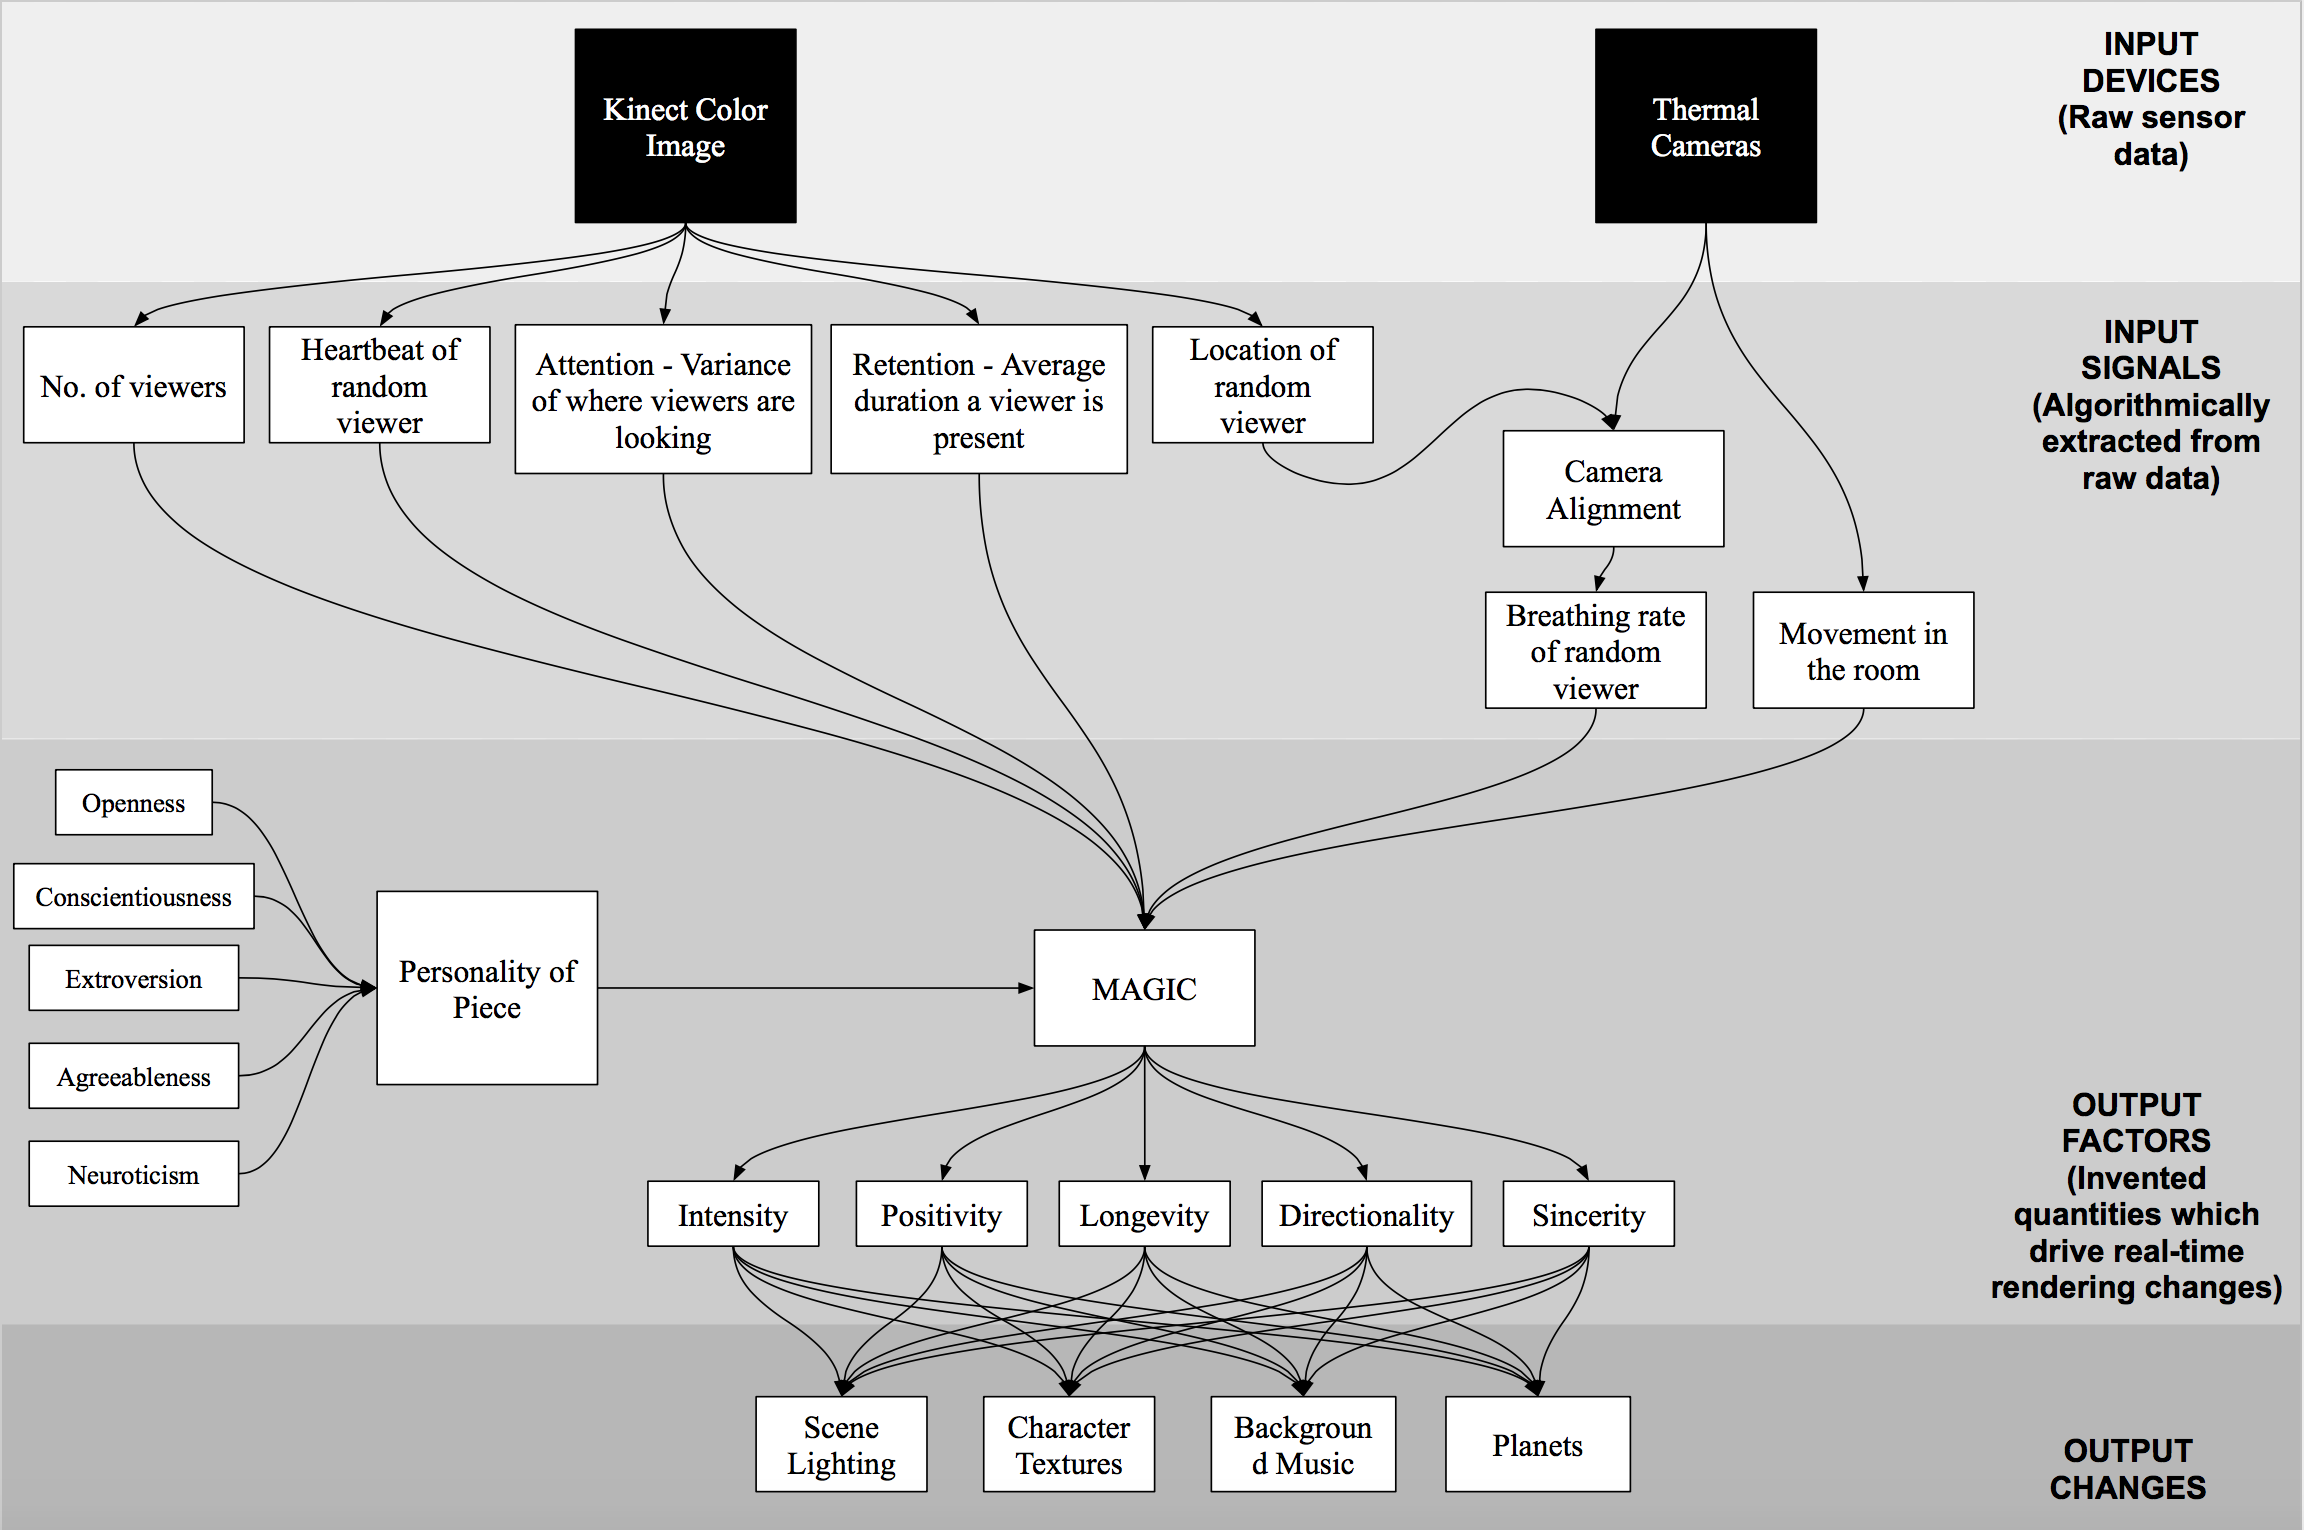 Kinect Color
Image
Thermal
Cameras
INPUT
DEVICES
(Raw sensor
data)
No. of viewers
Heartbeat of
random
viewer
Attention - Variance
of where viewers are
looking
Retention - Average
duration a viewer is
present
Location of
random
viewer
Camera
Alignment
Breathing rate
of random
viewer
Movement in
the room
INPUT
SIGNALS
(Algorithmically
extracted from
raw data)
Openness
Conscientiousness
Extroversion
Agreeableness
Neuroticism
Personality of
Piece
MAGIC
Intensity
Positivity
Longevity
Directionality
Sincerity
OUTPUT
FACTORS
(Invented
quantities which
drive real-time
rendering changes)
Scene
Lighting
Character
Textures
Backgroun
d Music
Planets
OUTPUT
CHANGES